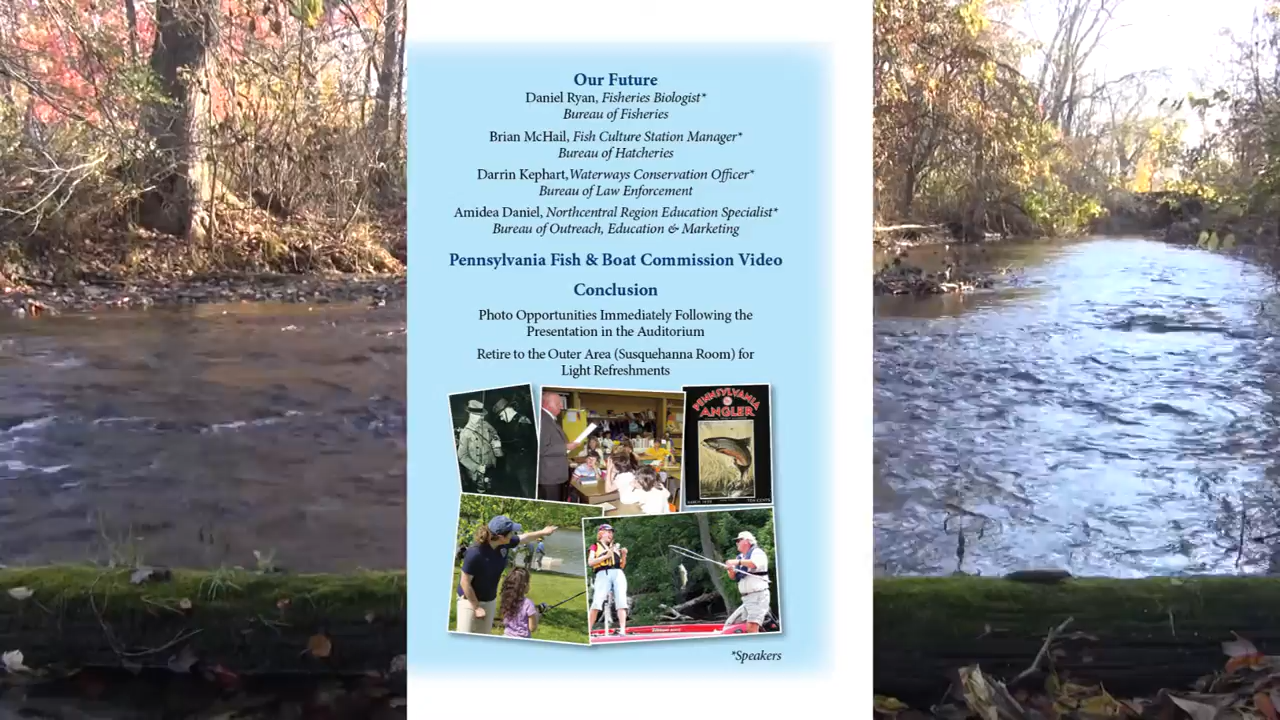 Our Future
Daniel Ryan, Fisheries Biologist*
Bureau of Fisheries
Brian McHail, Fish Culture Station Manager*
Bureau of Hatcheries
Darrin Kephart,Waterways Conservation Officer*
Bureau of Law Enforcement
Amidea Daniel, Northcentral Region Education Specialist*
Bureau of Outreach, Education & Marketing
Pennsylvania Fish & Boat Commission Video
Conclusion
Photo Opportunities Immediately Following the
Presentation in the Auditorium
Retire to the Outer Area (Susquehanna Room) for
Light Refreshments
PENNSYLVANIA
ANGLER
TEN CENTS
*Speakers